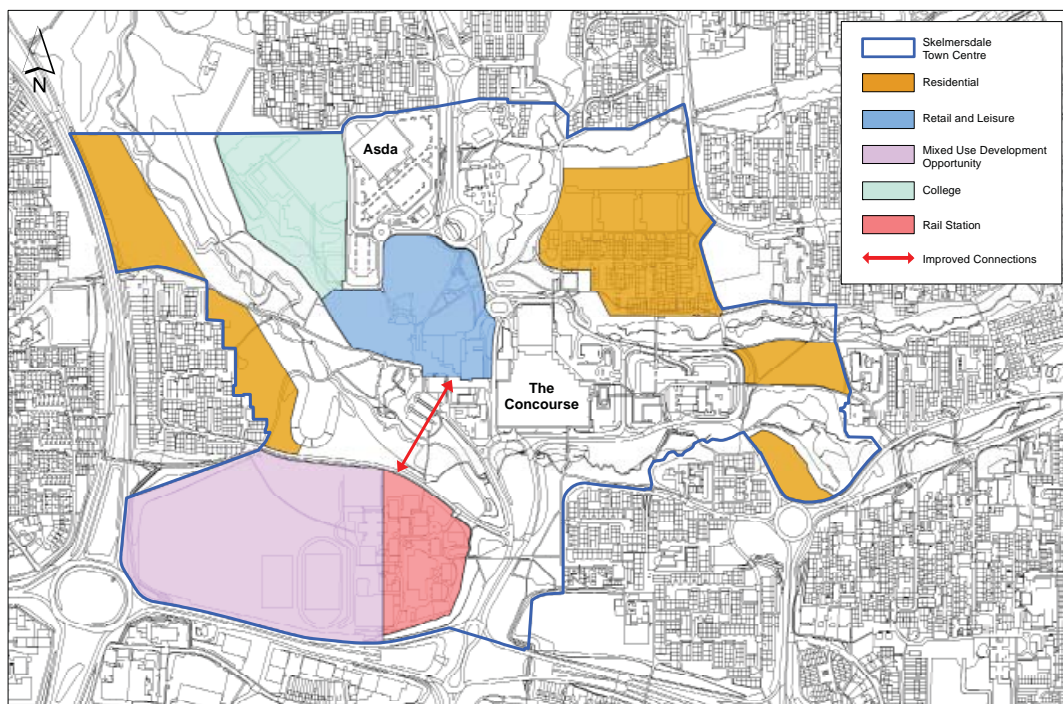 N
Asda
The
Concourse
Skelmersdale
Town Centre
Residential
Retail and Leisure
Mixed Use Development
Opportunity
College
Rail Station
Improved Connections